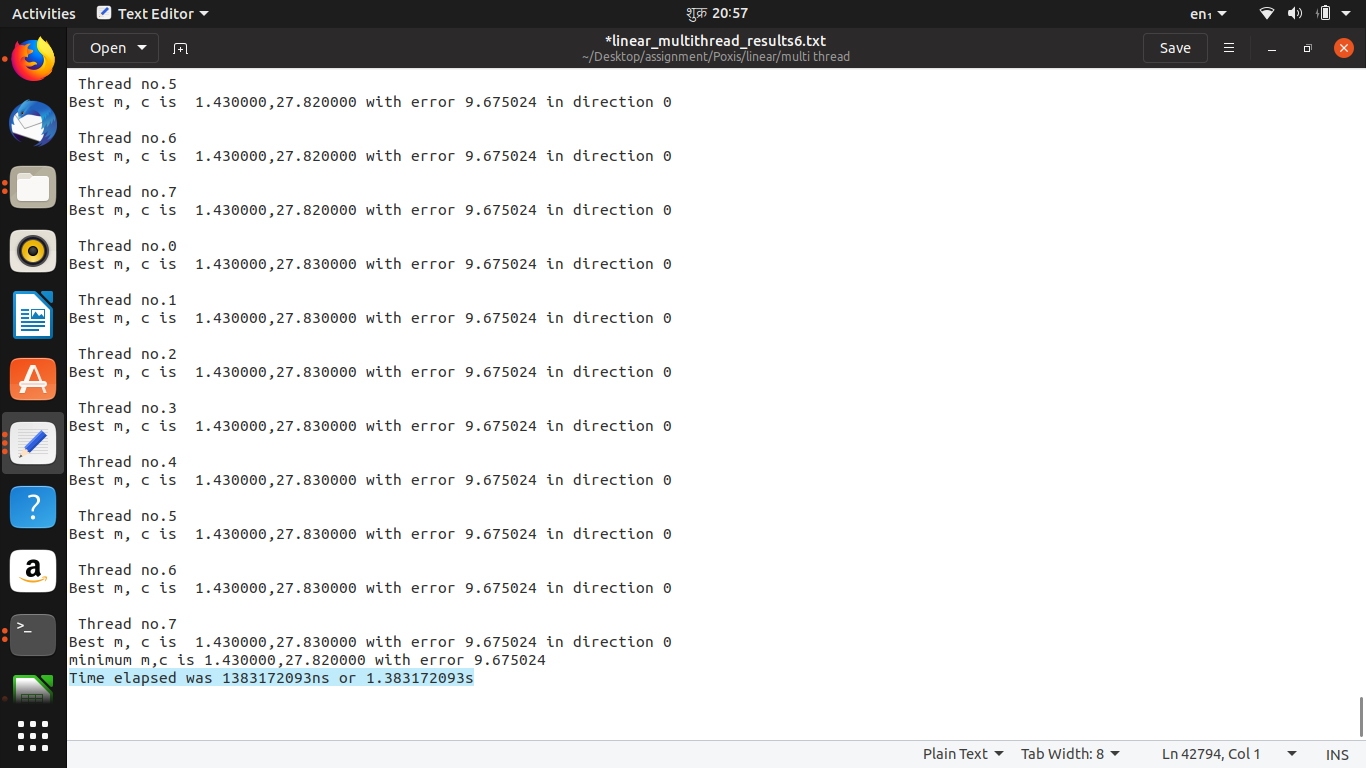 Activities Text Editor शुक्र 20:57 en₁
Open *linear_multithread_results6.txt Save
~/Desktop/assignment/Poxis/linear/multi thread
Thread no.5
Best m, c is  1.430000,27.820000 with error 9.675024 in direction 0
Thread no.6
Best m, c is  1.430000,27.820000 with error 9.675024 in direction 0
Thread no.7
Best m, c is  1.430000,27.820000 with error 9.675024 in direction 0
Thread no.0
Best m, c is  1.430000,27.830000 with error 9.675024 in direction 0
Thread no.1
Best m, c is  1.430000,27.830000 with error 9.675024 in direction 0
Thread no.2
Best m, c is  1.430000,27.830000 with error 9.675024 in direction 0
Thread no.3
Best m, c is  1.430000,27.830000 with error 9.675024 in direction 0
Thread no.4
Best m, c is  1.430000,27.830000 with error 9.675024 in direction 0
Thread no.5
Best m, c is  1.430000,27.830000 with error 9.675024 in direction 0
Thread no.6
Best m, c is  1.430000,27.830000 with error 9.675024 in direction 0
Thread no.7
Best m, c is  1.430000,27.830000 with error 9.675024 in direction 0
minimum m,c is 1.430000,27.820000 with error 9.675024
Time elapsed was 1383172093ns or 1.383172093s
Plain Text Tab Width: 8 Ln 42794, Col 1 INS